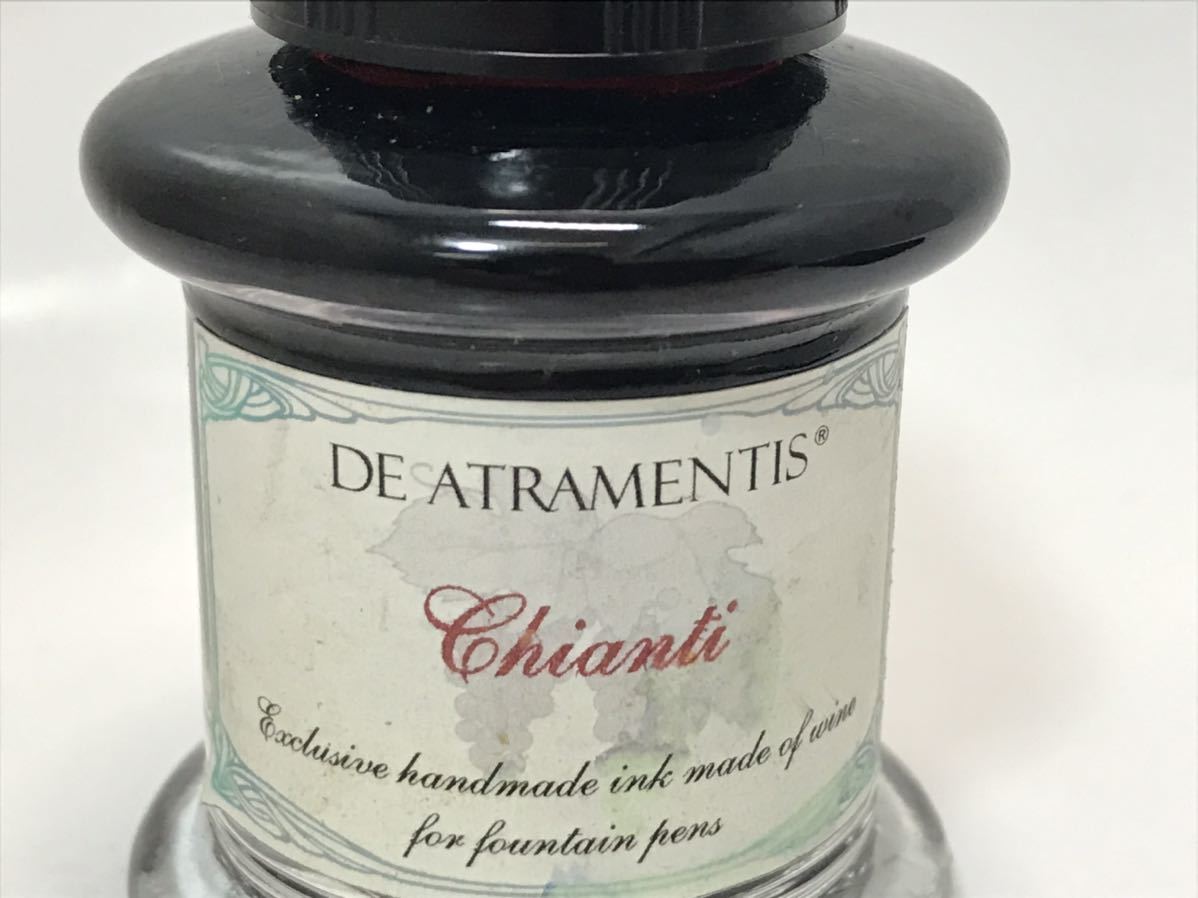 DE ATRAMENTIS®
Chianti
Exclusive handmade ink made of wine
for fountain pens